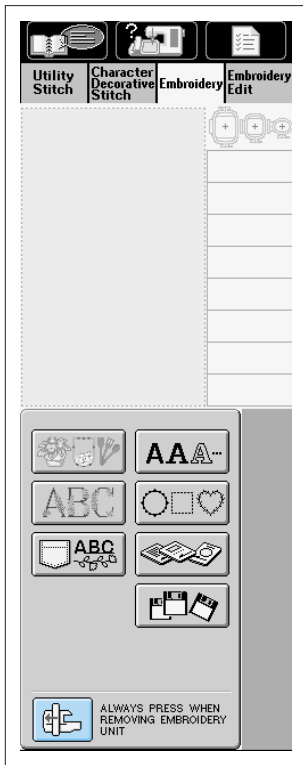 Utility Stitch
Character Decorative Stitch
Embroidery
Embroidery Edit
AAA
ABC
ABC
ALWAYS PRESS WHEN
REMOVING EMBROIDERY
UNIT